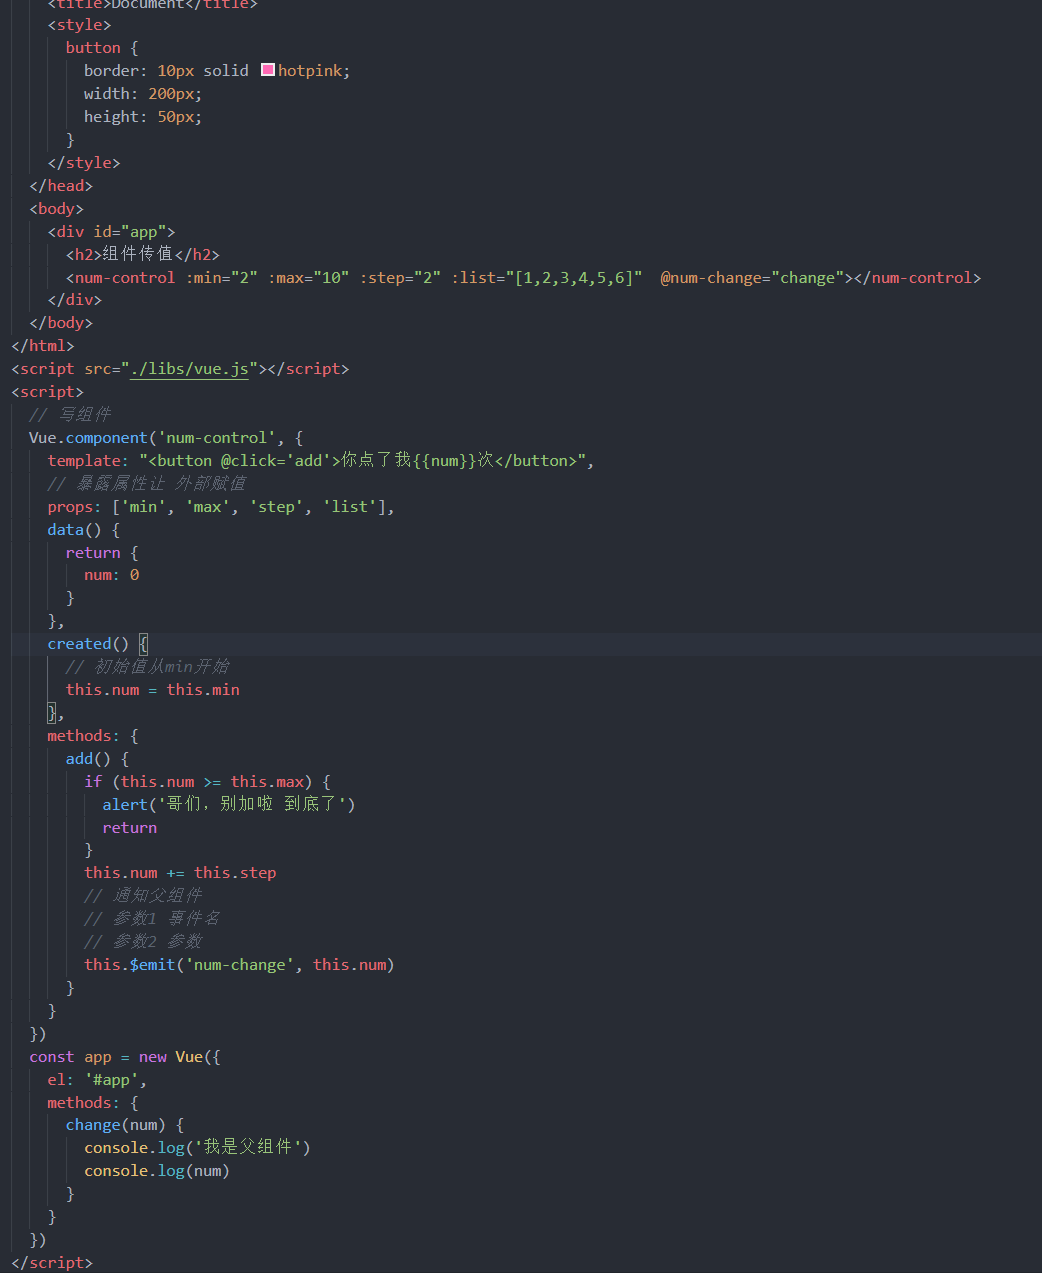 <title>Document</title>
<style>
button {
border: 10px solid hotpink;
width: 200px;
height: 50px;
}
</style>
</head>
<body>
<div id="app">
<h2>组件传值</h2>
<num-control :min="2" :max="10" :step="2" :list="[1,2,3,4,5,6]"  @num-change="change"></num-control>
</div>
</body>
</html>
<script src="./libs/vue.js"></script>
<script>
// 写组件
Vue.component('num-control', {
template: "<button @click='add'>你点了我{{num}}次</button>",
// 暴露属性让 外部赋值
props: ['min', 'max', 'step', 'list'],
data() {
return {
num: 0
}
},
created() {
// 初始值从min开始
this.num = this.min
},
methods: {
add() {
if (this.num >= this.max) {
alert('哥们，别加啦 到底了')
return
}
this.num += this.step
// 通知父组件
// 参数1 事件名
// 参数2 参数
this.$emit('num-change', this.num)
}
}
})
const app = new Vue({
el: '#app',
methods: {
change(num) {
console.log('我是父组件')
console.log(num)
}
}
})
</script>